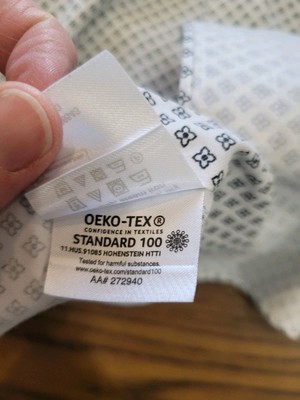 OEKO-TEX®
CONFIDENCE IN TEXTILES
STANDARD 100
11.HUS.91065 HOHENSTEIN HTTI
Tested for harmful substances.
www.oeko-tex.com/standard100
AA# 272940